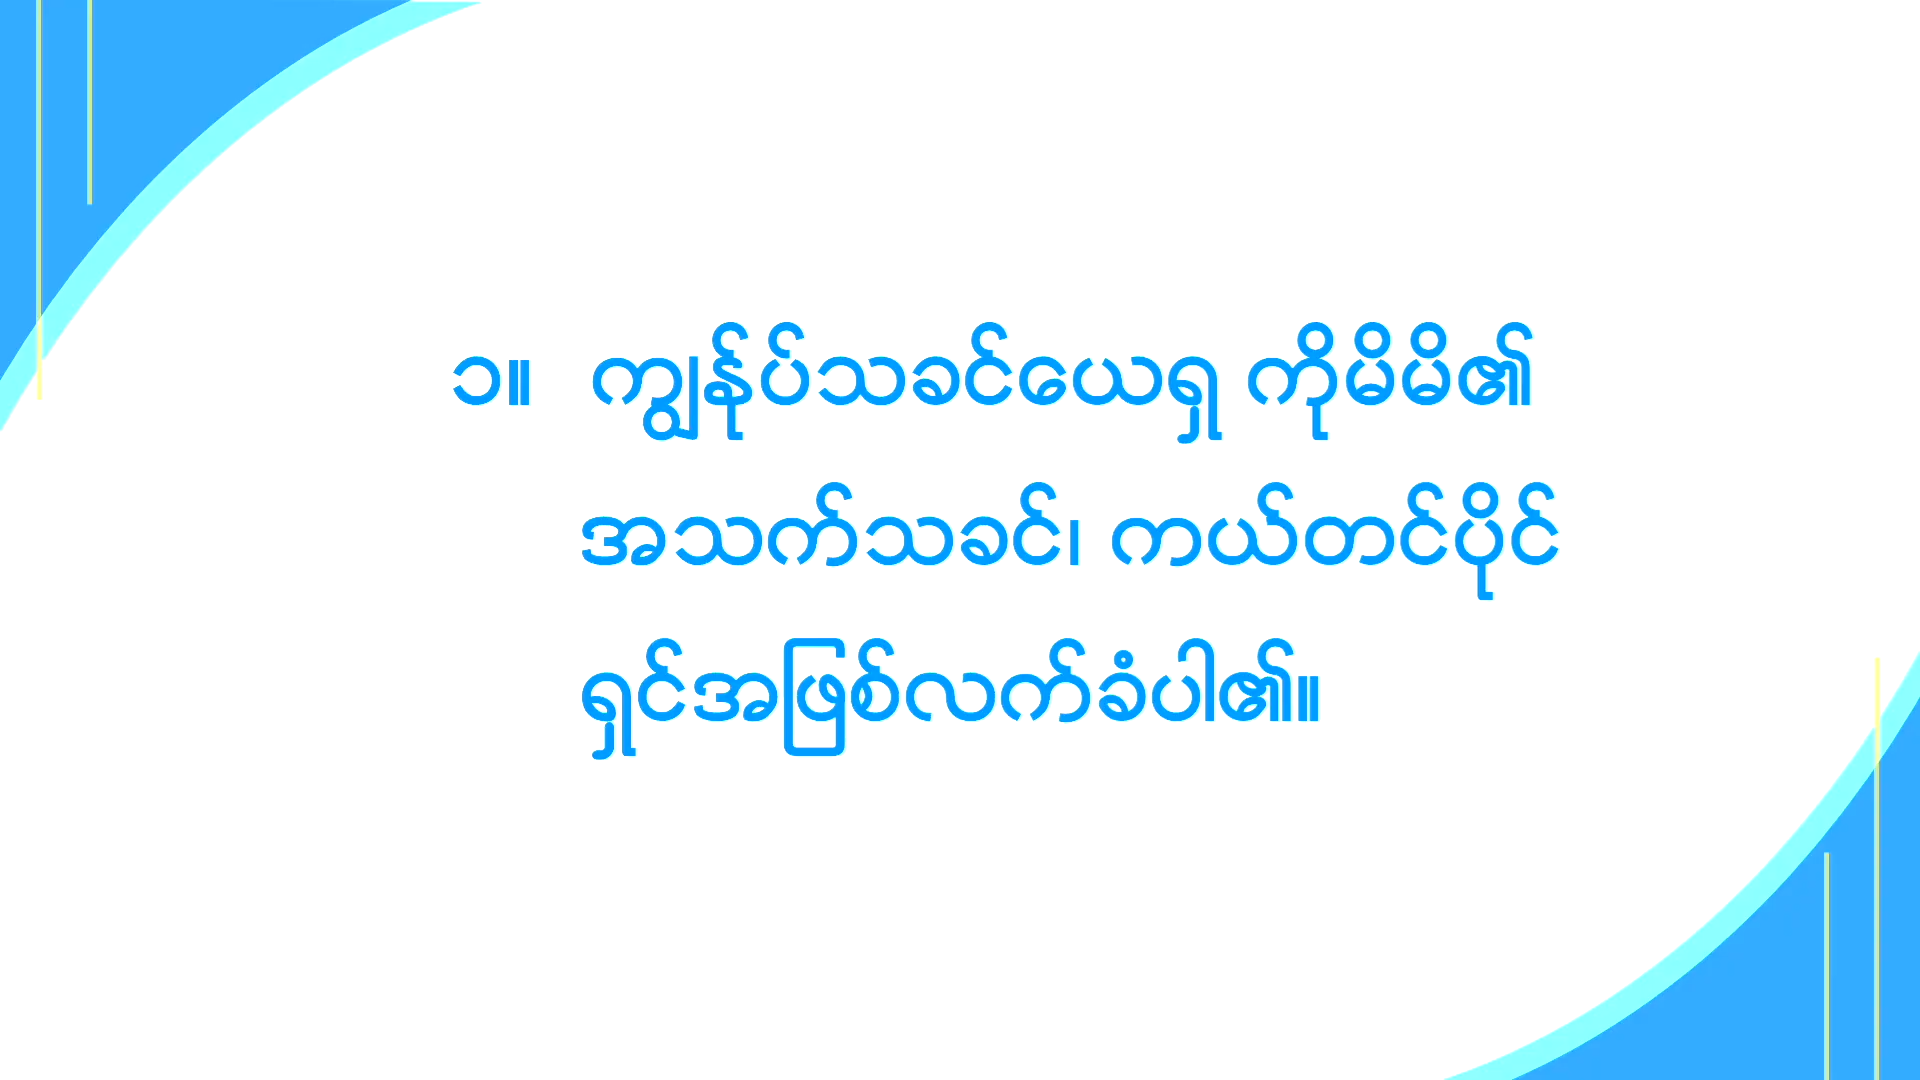 ၁။ ကျွန်ုပ်သခင်ယေရှု ကိုမိမိ၏
အသက်သခင်၊ ကယ်တင်ပိုင်
ရှင်အဖြစ်လက်ခံပါ၏။